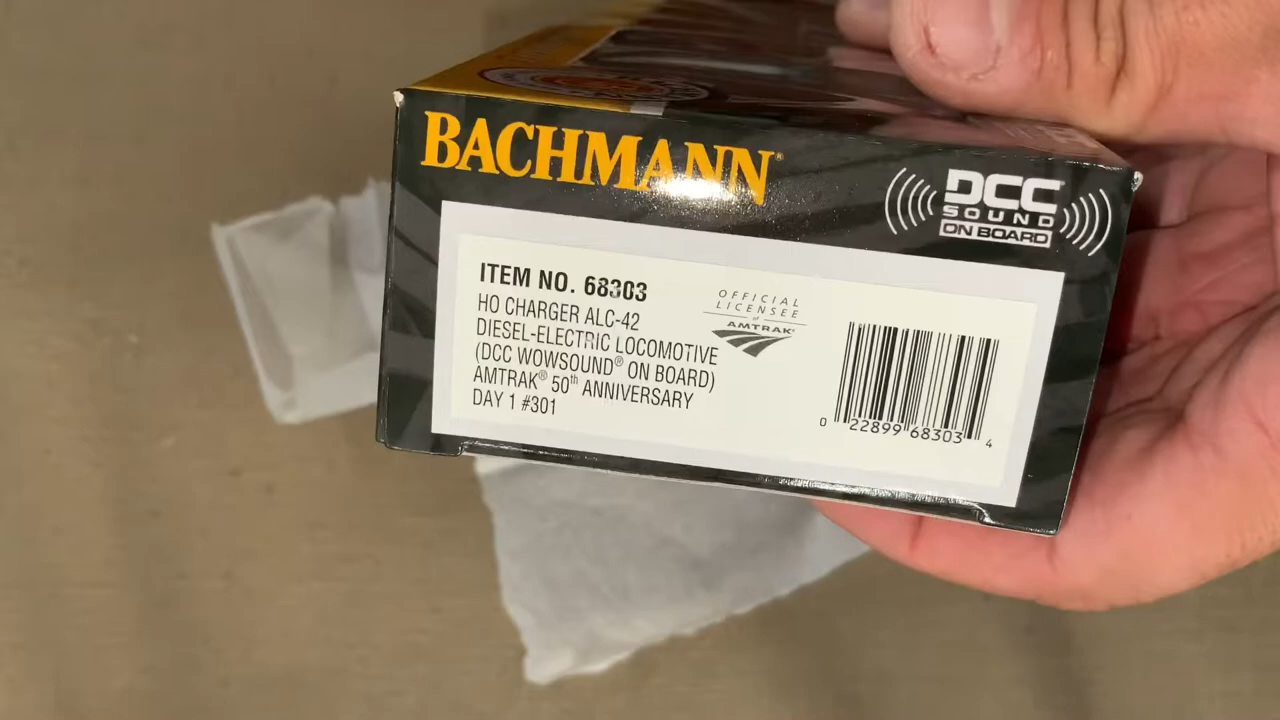 BACHMANN®
DCC
SOUND
ON BOARD
ITEM NO. 68303
HO CHARGER ALC-42
DIESEL-ELECTRIC LOCOMOTIVE
(DCC WOWSOUND® ON BOARD)
AMTRAK® 50th ANNIVERSARY
DAY 1 #301
OFFICIAL
LICENSEE
of
AMTRAK®
0 22899 68303 4